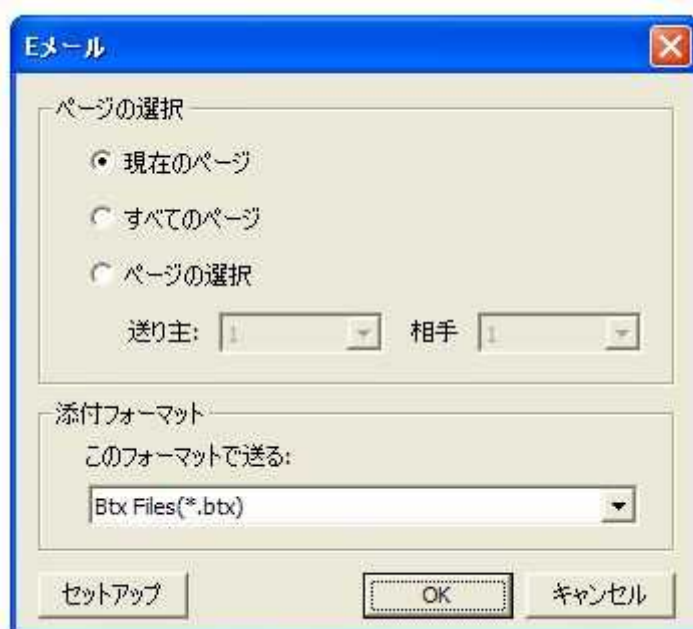 Eメール
ページの選択
現在のページ
すべてのページ
ページの選択
送り主: 1 相手 1
添付フォーマット
このフォーマットで送る:
Btx Files(*.btx)
セットアップ OK キャンセル